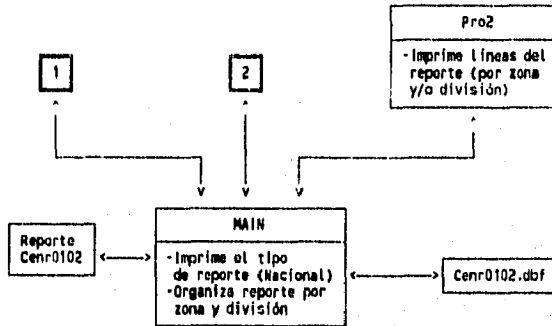 Pro2
-Imprime líneas del
reporte (por zona
y/o división)
1
2
MAIN
-Imprime el tipo
de reporte (Nacional)
-Organiza reporte por
zona y división
Reporte
Cenr0102
Cenr0102.dbf